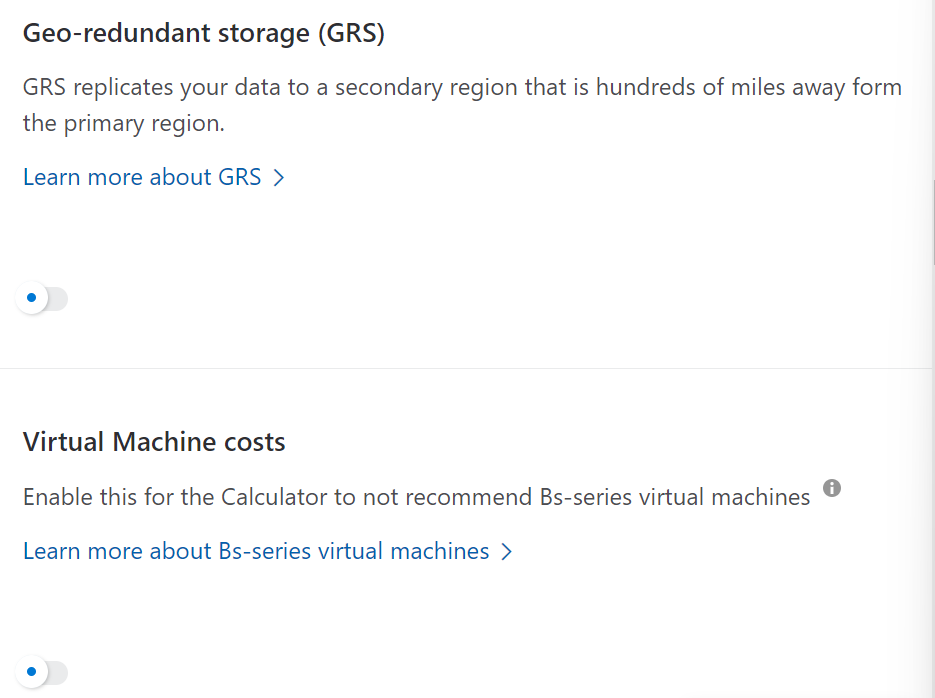 Geo-redundant storage (GRS)
GRS replicates your data to a secondary region that is hundreds of miles away form
the primary region.
Learn more about GRS
Virtual Machine costs
Enable this for the Calculator to not recommend Bs-series virtual machines
Learn more about Bs-series virtual machines